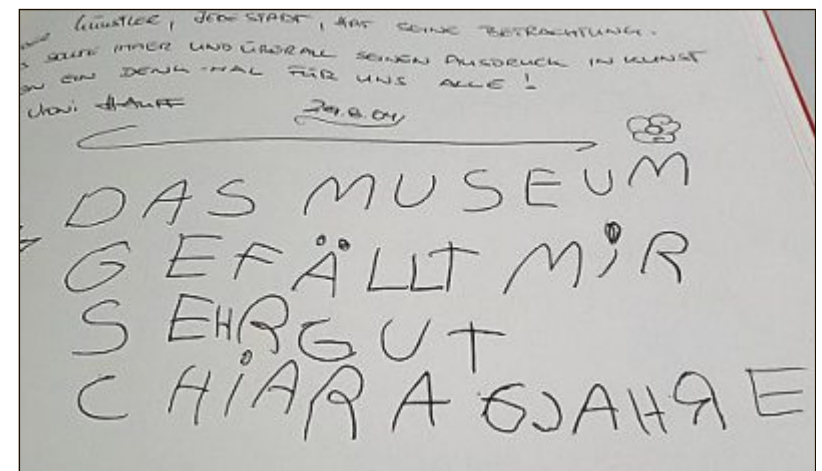 Künstler, JEDE STADT, HAT SEINE BETRACHTUNG.
SOLLTE IMMER UND ÜBERALL SEINEN AUSDRUCK IN KUNST
EIN DENK-MAL FÜR UNS ALLE!
DAS MUSEUM
GEFÄLLT MIR
SEHRGUT
CHIARA 6JAHRE